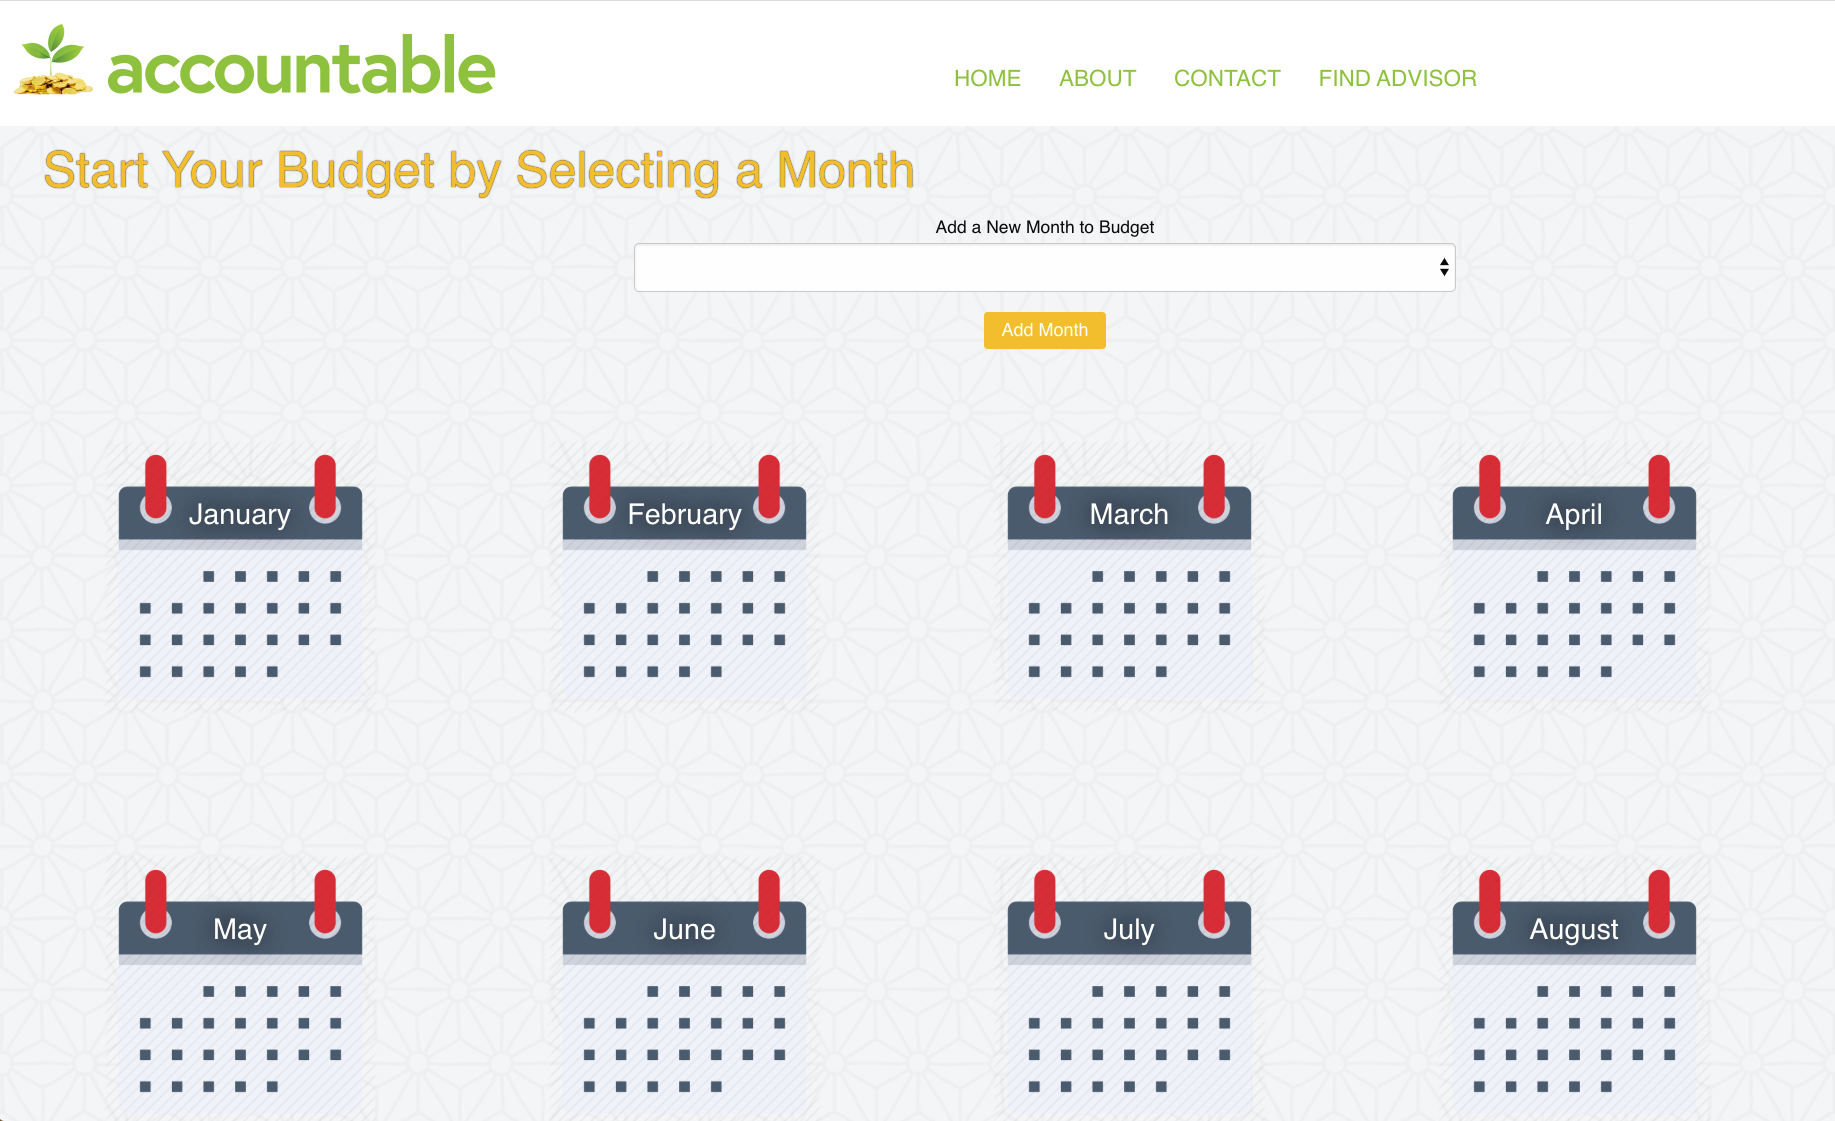 accountable
HOME ABOUT CONTACT FIND ADVISOR
Start Your Budget by Selecting a Month
Add a New Month to Budget
Add Month
January February March April
May June July August